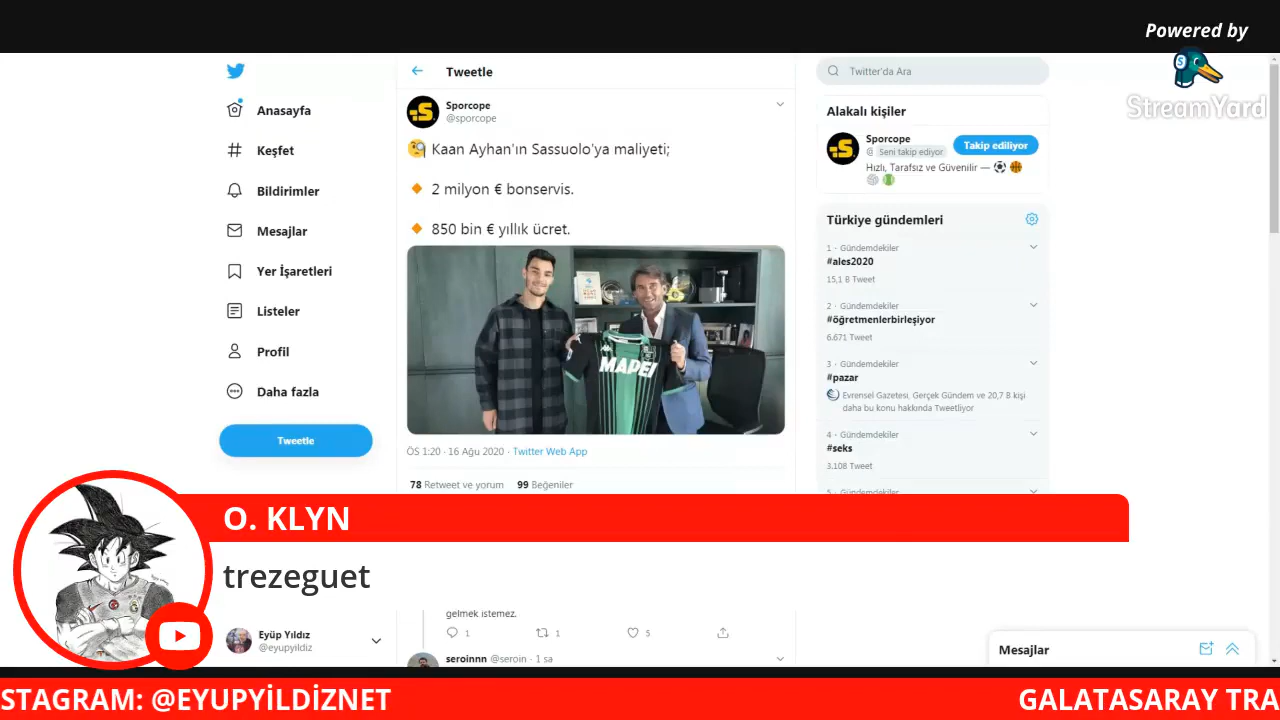 Powered by
StreamYard
Tweetle
Twitter'da Ara
Anasayfa
Keşfet
Bildirimler
Mesajlar
Yer İşaretleri
Listeler
Profil
Daha fazla
Tweetle
Sporcope
@sporcope
Kaan Ayhan'ın Sassuolo'ya maliyeti;
2 milyon € bonservis.
850 bin € yıllık ücret.
MAPEI
ÖS 1:20 · 16 Ağu 2020 · Twitter Web App
78 Retweet ve yorum 99 Beğeniler
Alakalı kişiler
Sporcope
@ Seni takip ediyor
Takip ediliyor
Hızlı, Tarafsız ve Güvenilir —
Türkiye gündemleri
1 · Gündemdekiler
#ales2020
15,1 B Tweet
2 · Gündemdekiler
#öğretmenlerbirleşiyor
6.671 Tweet
3 · Gündemdekiler
#pazar
Evrensel Gazetesi, Gerçek Gündem ve 20,7 B kişi
daha bu konu hakkında Tweetliyor
4 · Gündemdekiler
#seks
3.108 Tweet
5 · Gündemdekiler
O. KLYN
trezeguet
gelmek istemez.
1 1 5
seroinnn @seroin · 1 sa
Eyüp Yıldız
@eyupyildiz
Mesajlar
STAGRAM: @EYUPYİLDİZNET
GALATASARAY TRA